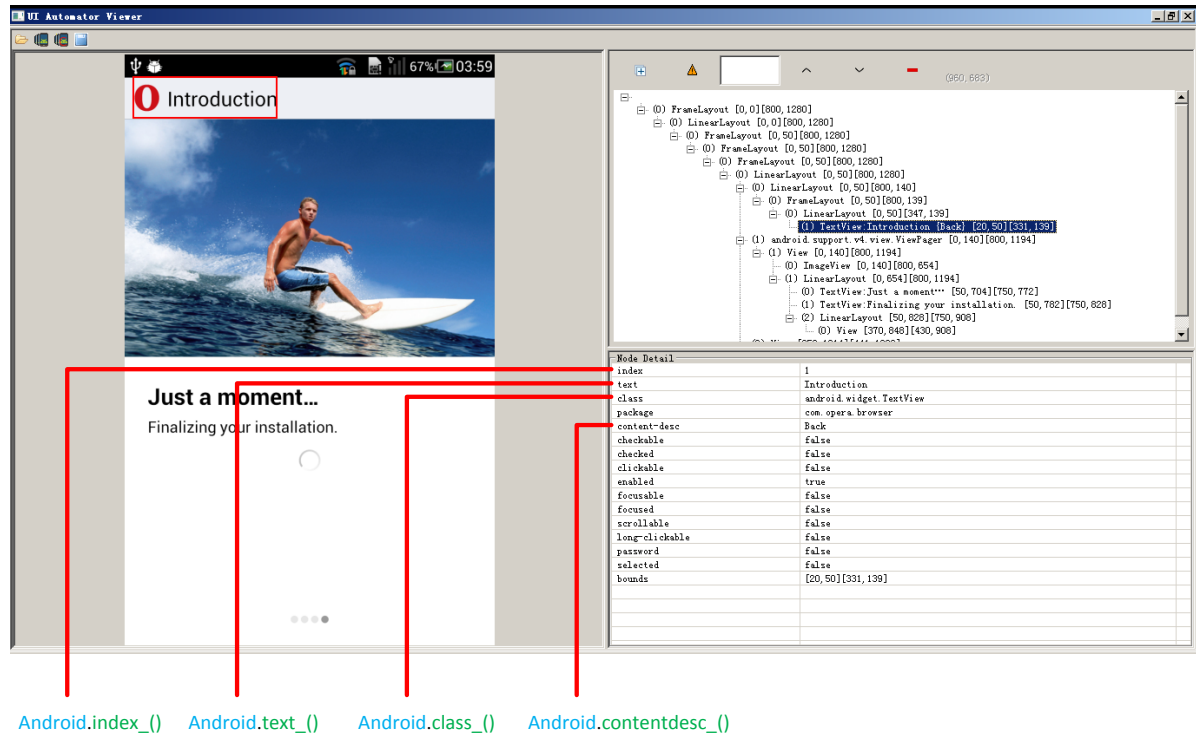 UI Automator Viewer
67% 03:59
Introduction
Just a moment...
Finalizing your installation.
(960, 683)
(0) FrameLayout [0,0][800,1280]
(0) LinearLayout [0,0][800,1280]
(0) FrameLayout [0,50][800,1280]
(0) FrameLayout [0,50][800,1280]
(0) FrameLayout [0,50][800,1280]
(0) LinearLayout [0,50][800,1280]
(0) LinearLayout [0,50][800,140]
(0) FrameLayout [0,50][800,139]
(0) LinearLayout [0,50][347,139]
(1) TextView:Introduction {Back} [20,50][331,139]
(1) android.support.v4.view.ViewPager [0,140][800,1194]
(1) View [0,140][800,1194]
(0) ImageView [0,140][800,654]
(1) LinearLayout [0,654][800,1194]
(0) TextView:Just a moment… [50,704][750,772]
(1) TextView:Finalizing your installation. [50,782][750,828]
(2) LinearLayout [50,828][750,908]
(0) View [370,848][430,908]
Node Detail
index 1
text Introduction
class android.widget.TextView
package com.opera.browser
content-desc Back
checkable false
checked false
clickable false
enabled true
focusable false
focused false
scrollable false
long-clickable false
password false
selected false
bounds [20,50][331,139]
Android.index_() Android.text_() Android.class_() Android.contentdesc_()